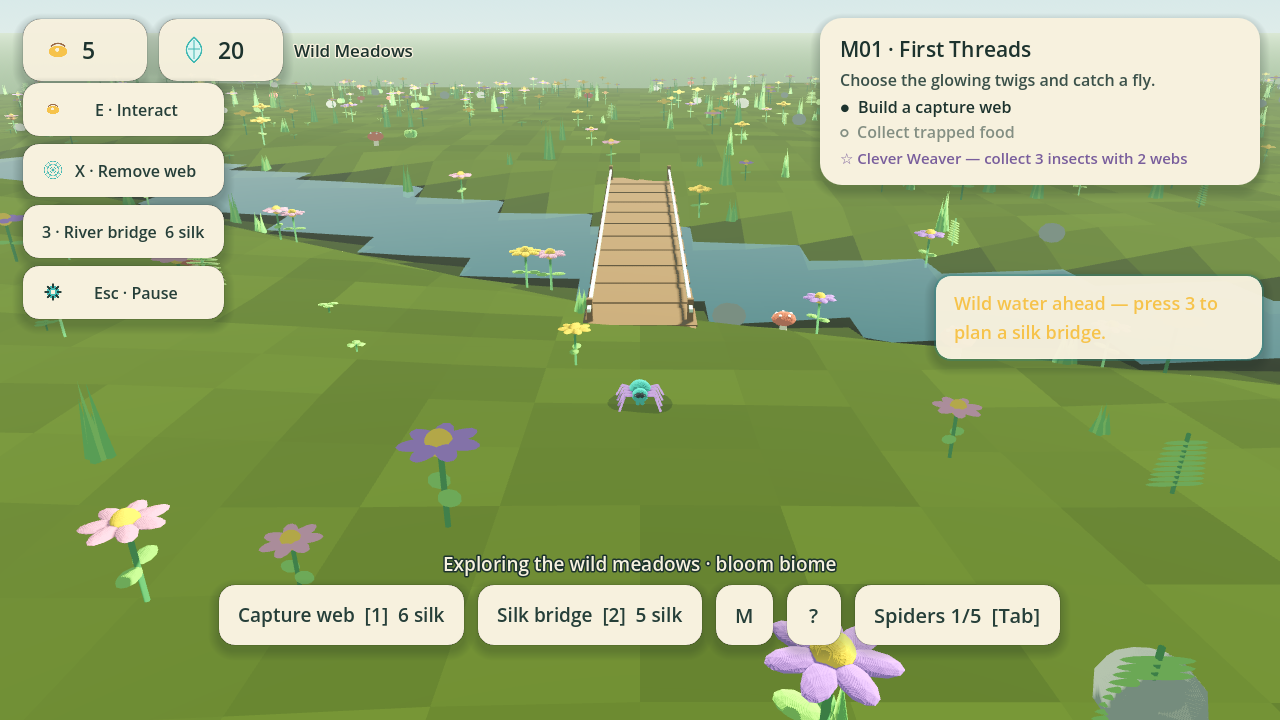 5
20
Wild Meadows
E · Interact
X · Remove web
3 · River bridge 6 silk
Esc · Pause
M01 · First Threads
Choose the glowing twigs and catch a fly.
● Build a capture web
○ Collect trapped food
☆ Clever Weaver — collect 3 insects with 2 webs
Wild water ahead — press 3 to
plan a silk bridge.
Exploring the wild meadows · bloom biome
Capture web [1] 6 silk
Silk bridge [2] 5 silk
M
?
Spiders 1/5 [Tab]